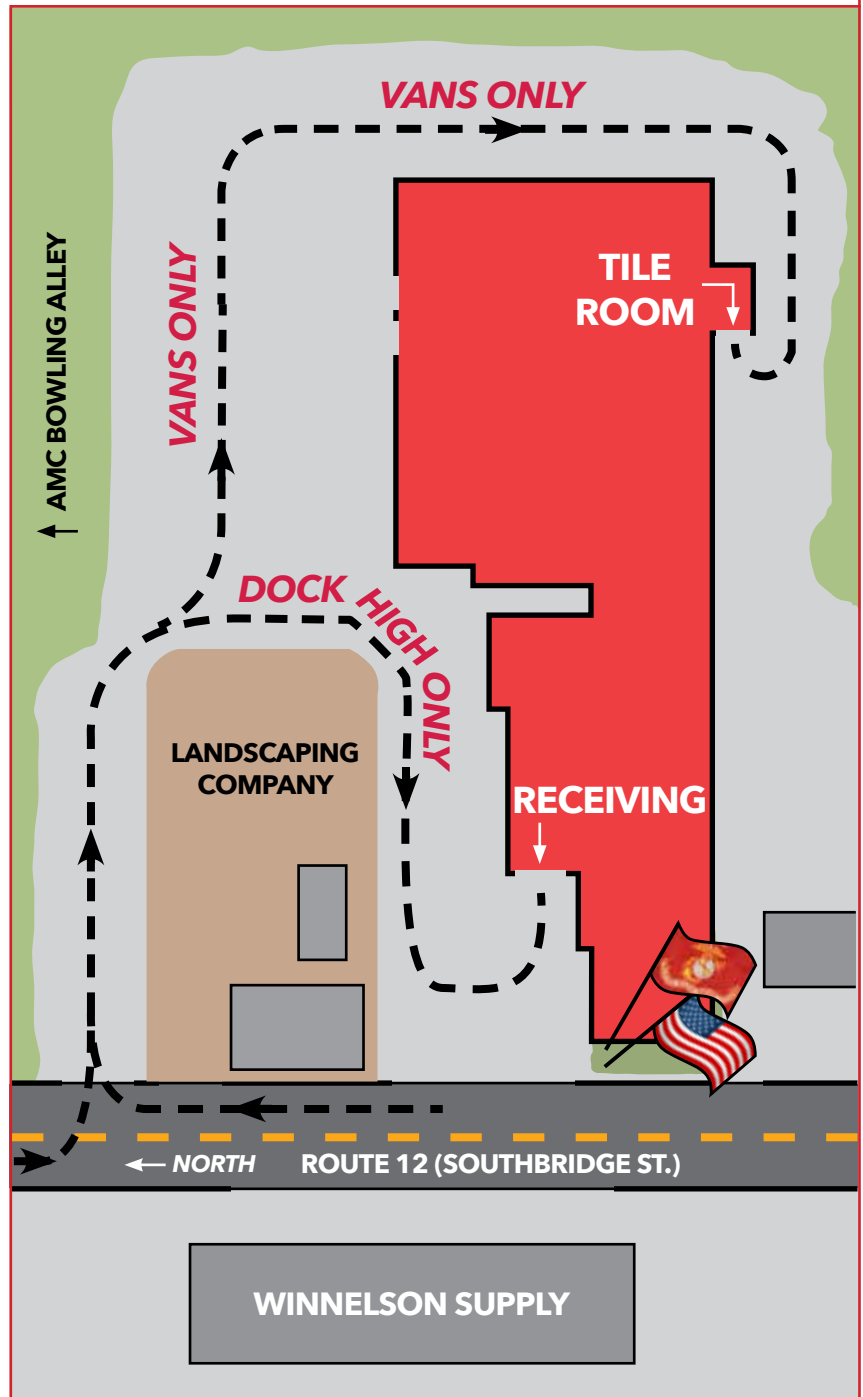 VANS ONLY
VANS ONLY
AMC BOWLING ALLEY
TILE
ROOM
DOCK HIGH ONLY
LANDSCAPING
COMPANY
RECEIVING
NORTH
ROUTE 12 (SOUTHBRIDGE ST.)
WINNELSON SUPPLY